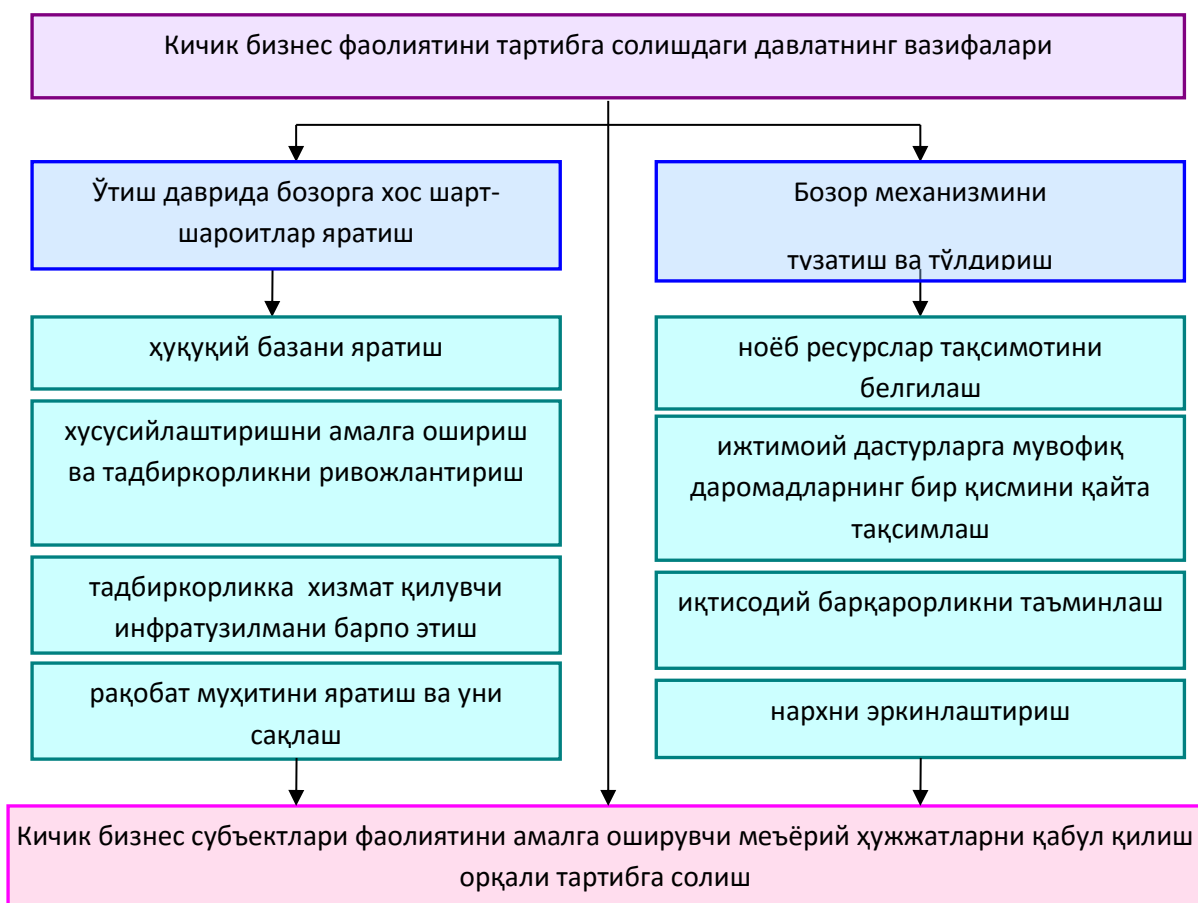 Кичик бизнес фаолиятини тартибга солишдаги давлатнинг вазифалари
Ўтиш даврида бозорга хос шарт-
шароитлар яратиш
Бозор механизмини
тузатиш ва тўлдириш
ҳуқуқий базани яратиш
хусусийлаштиришни амалга ошириш
ва тадбиркорликни ривожлантириш
тадбиркорликка хизмат қилувчи
инфратузилмани барпо этиш
рақобат муҳитини яратиш ва уни
сақлаш
ноёб ресурслар тақсимотини
белгилаш
ижтимоий дастурларга мувофиқ
даромадларнинг бир қисмини қайта
тақсимлаш
иқтисодий барқарорликни таъминлаш
нархни эркинлаштириш
Кичик бизнес субъектлари фаолиятини амалга оширувчи меъёрий ҳужжатларни қабул қилиш
орқали тартибга солиш